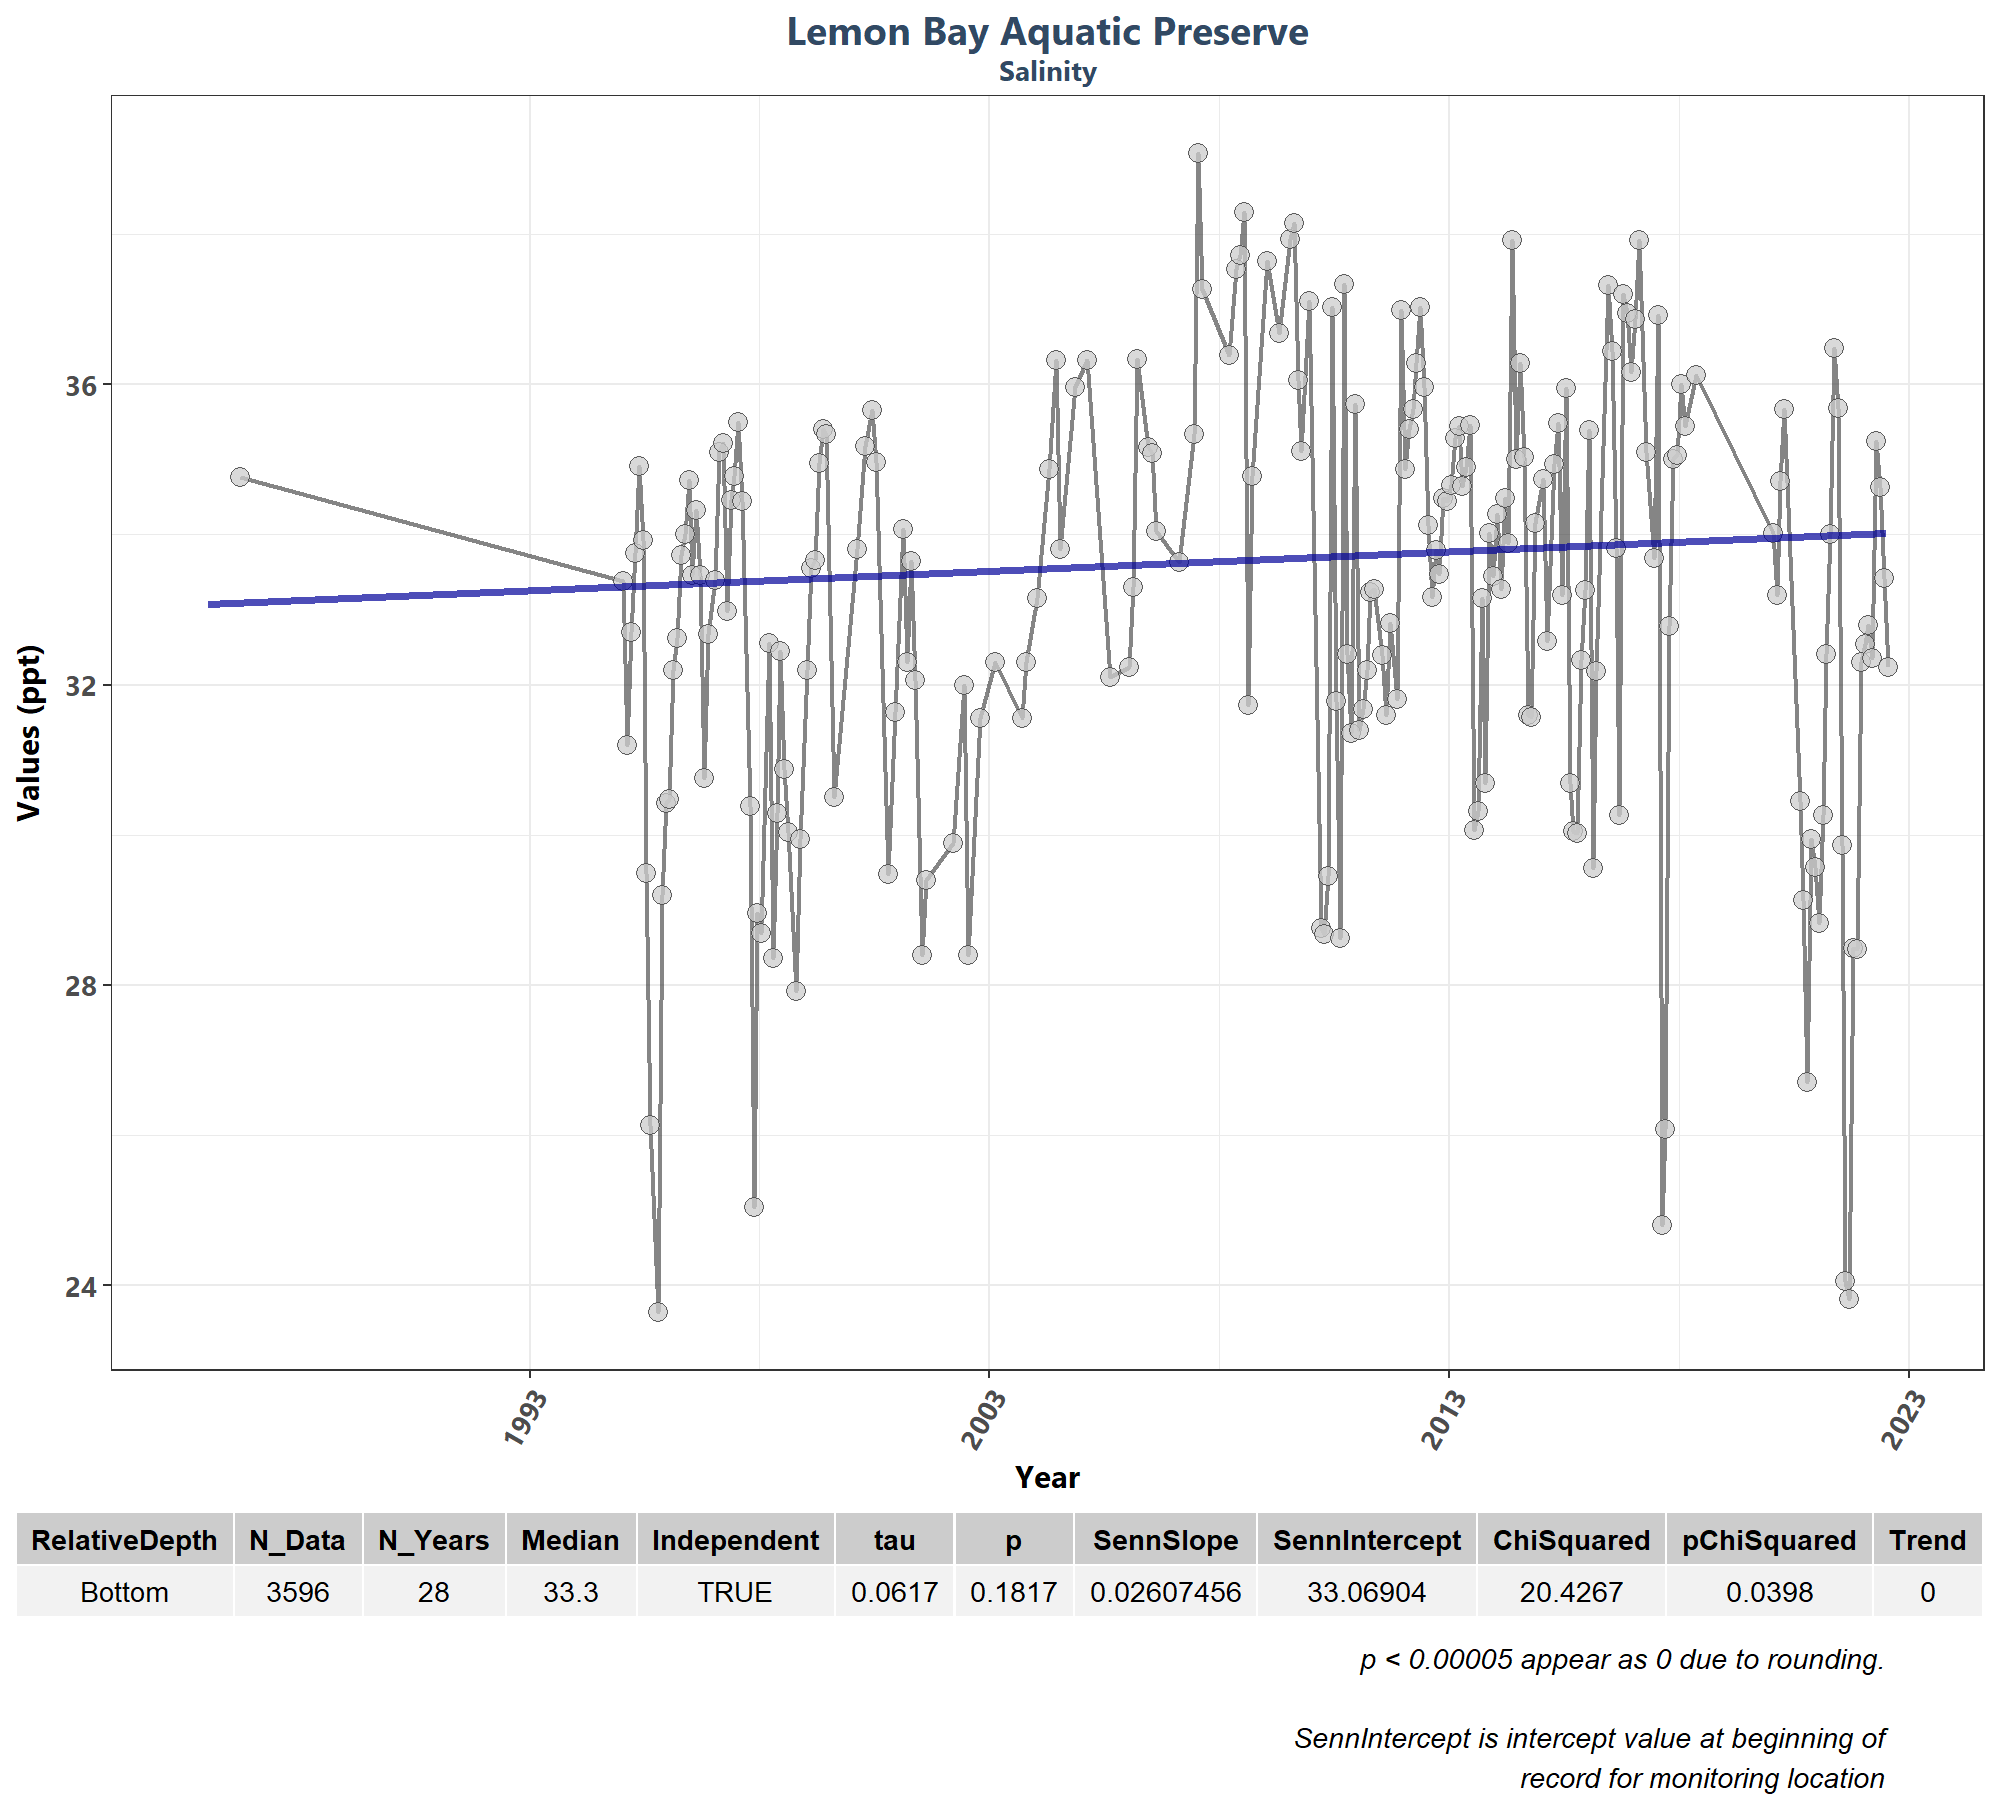 Lemon Bay Aquatic Preserve
Salinity
Values (ppt)
36
32
28
24
1993 2003 2013 2023
Year
RelativeDepth N_Data N_Years Median Independent tau p SennSlope SennIntercept ChiSquared pChiSquared Trend
Bottom 3596 28 33.3 TRUE 0.0617 0.1817 0.02607456 33.06904 20.4267 0.0398 0
p < 0.00005 appear as 0 due to rounding.
SennIntercept is intercept value at beginning of
record for monitoring location